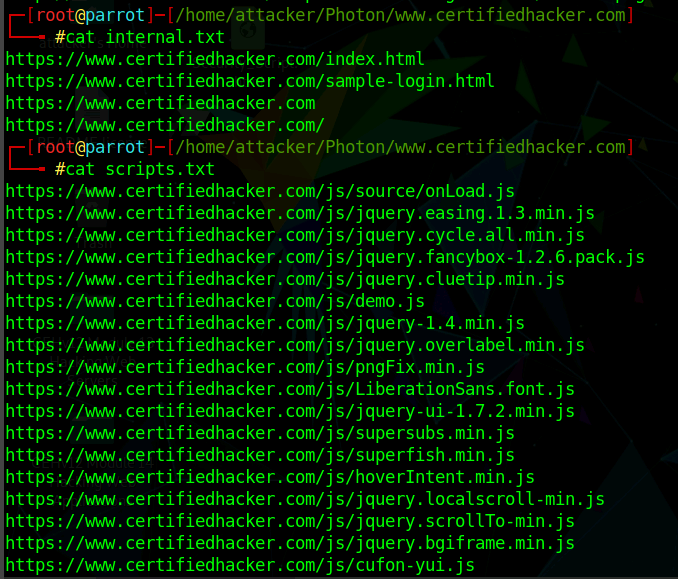 [root@parrot]─[/home/attacker/Photon/www.certifiedhacker.com]
#cat internal.txt
https://www.certifiedhacker.com/index.html
https://www.certifiedhacker.com/sample-login.html
https://www.certifiedhacker.com
https://www.certifiedhacker.com/
[root@parrot]─[/home/attacker/Photon/www.certifiedhacker.com]
#cat scripts.txt
https://www.certifiedhacker.com/js/source/onLoad.js
https://www.certifiedhacker.com/js/jquery.easing.1.3.min.js
https://www.certifiedhacker.com/js/jquery.cycle.all.min.js
https://www.certifiedhacker.com/js/jquery.fancybox-1.2.6.pack.js
https://www.certifiedhacker.com/js/jquery.cluetip.min.js
https://www.certifiedhacker.com/js/demo.js
https://www.certifiedhacker.com/js/jquery-1.4.min.js
https://www.certifiedhacker.com/js/jquery.overlabel.min.js
https://www.certifiedhacker.com/js/pngFix.min.js
https://www.certifiedhacker.com/js/LiberationSans.font.js
https://www.certifiedhacker.com/js/jquery-ui-1.7.2.min.js
https://www.certifiedhacker.com/js/supersubs.min.js
https://www.certifiedhacker.com/js/superfish.min.js
https://www.certifiedhacker.com/js/hoverIntent.min.js
https://www.certifiedhacker.com/js/jquery.localscroll-min.js
https://www.certifiedhacker.com/js/jquery.scrollTo-min.js
https://www.certifiedhacker.com/js/jquery.bgiframe.min.js
https://www.certifiedhacker.com/js/cufon-yui.js